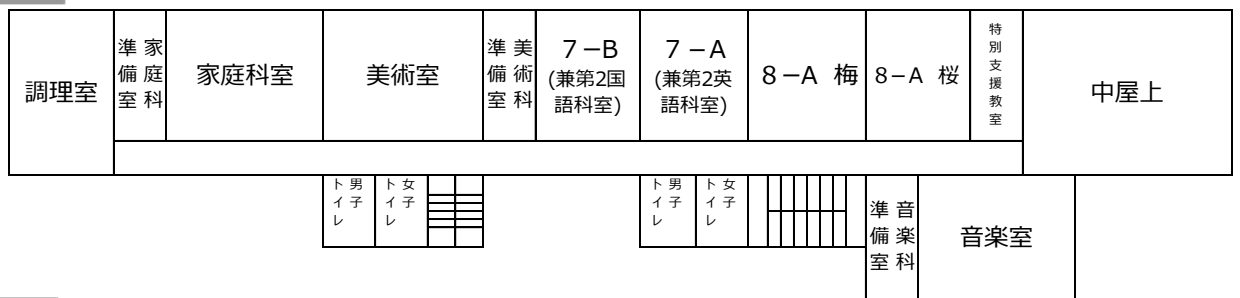 調理室
家庭科
準備室
家庭科室
美術室
美術科
準備室
７－B
(兼第2国
語科室)
７－A
(兼第2英
語科室)
８－A 梅
８－A 桜
特別支援教室
中屋上
男子
トイレ
女子
トイレ
男子
トイレ
女子
トイレ
音楽科
準備室
音楽室